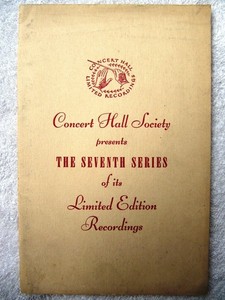 CONCERT HALL
LIMITED RECORDINGS
Concert Hall Society
presents
THE SEVENTH SERIES
of its
Limited Edition
Recordings